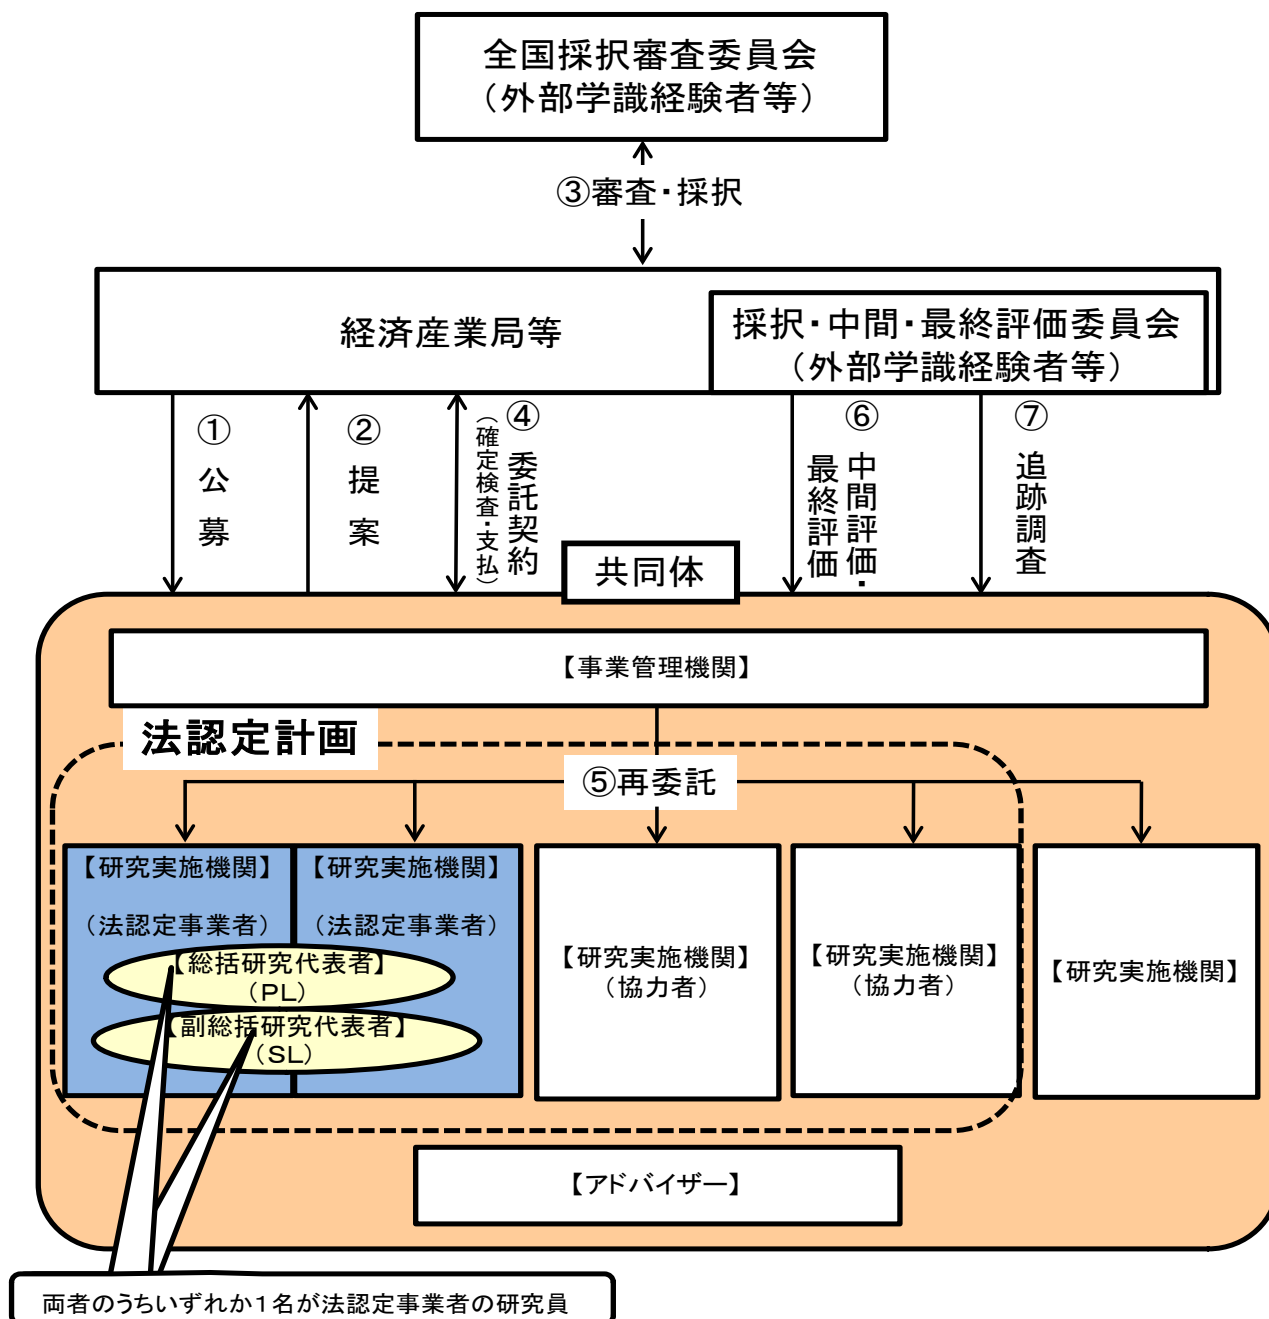 全国採択審査委員会
（外部学識経験者等）
③審査・採択
経済産業局等
採択・中間・最終評価委員会
（外部学識経験者等）
①公募
②提案
④委託契約
（確定検査・支払）
⑥中間評価・
最終評価
⑦追跡調査
共同体
【事業管理機関】
法認定計画
⑤再委託
【研究実施機関】
（法認定事業者）
【研究実施機関】
（法認定事業者）
【総括研究代表者】
（PL）
【副総括研究代表者】
（SL）
【研究実施機関】
（協力者）
【研究実施機関】
（協力者）
【研究実施機関】
【アドバイザー】
両者のうちいずれか１名が法認定事業者の研究員